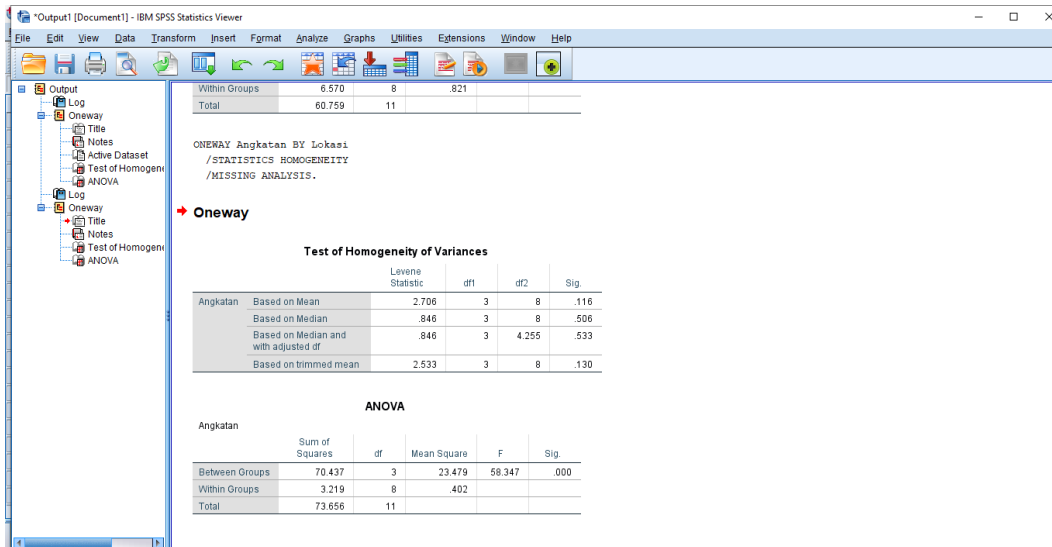 *Output1 [Document1] - IBM SPSS Statistics Viewer
File Edit View Data Transform Insert Format Analyze Graphs Utilities Extensions Window Help
Output
Log
Oneway
Title
Notes
Active Dataset
Test of Homogene
ANOVA
Log
Oneway
Title
Notes
Test of Homogene
ANOVA
Within Groups 6.570 8 .821
Total 60.759 11
ONEWAY Angkatan BY Lokasi
/STATISTICS HOMOGENEITY
/MISSING ANALYSIS.
Oneway
Test of Homogeneity of Variances
Levene Statistic df1 df2 Sig.
Angkatan Based on Mean 2.706 3 8 .116
Based on Median .846 3 8 .506
Based on Median and with adjusted df .846 3 4.255 .533
Based on trimmed mean 2.533 3 8 .130
ANOVA
Angkatan
Sum of Squares df Mean Square F Sig.
Between Groups 70.437 3 23.479 58.347 .000
Within Groups 3.219 8 .402
Total 73.656 11